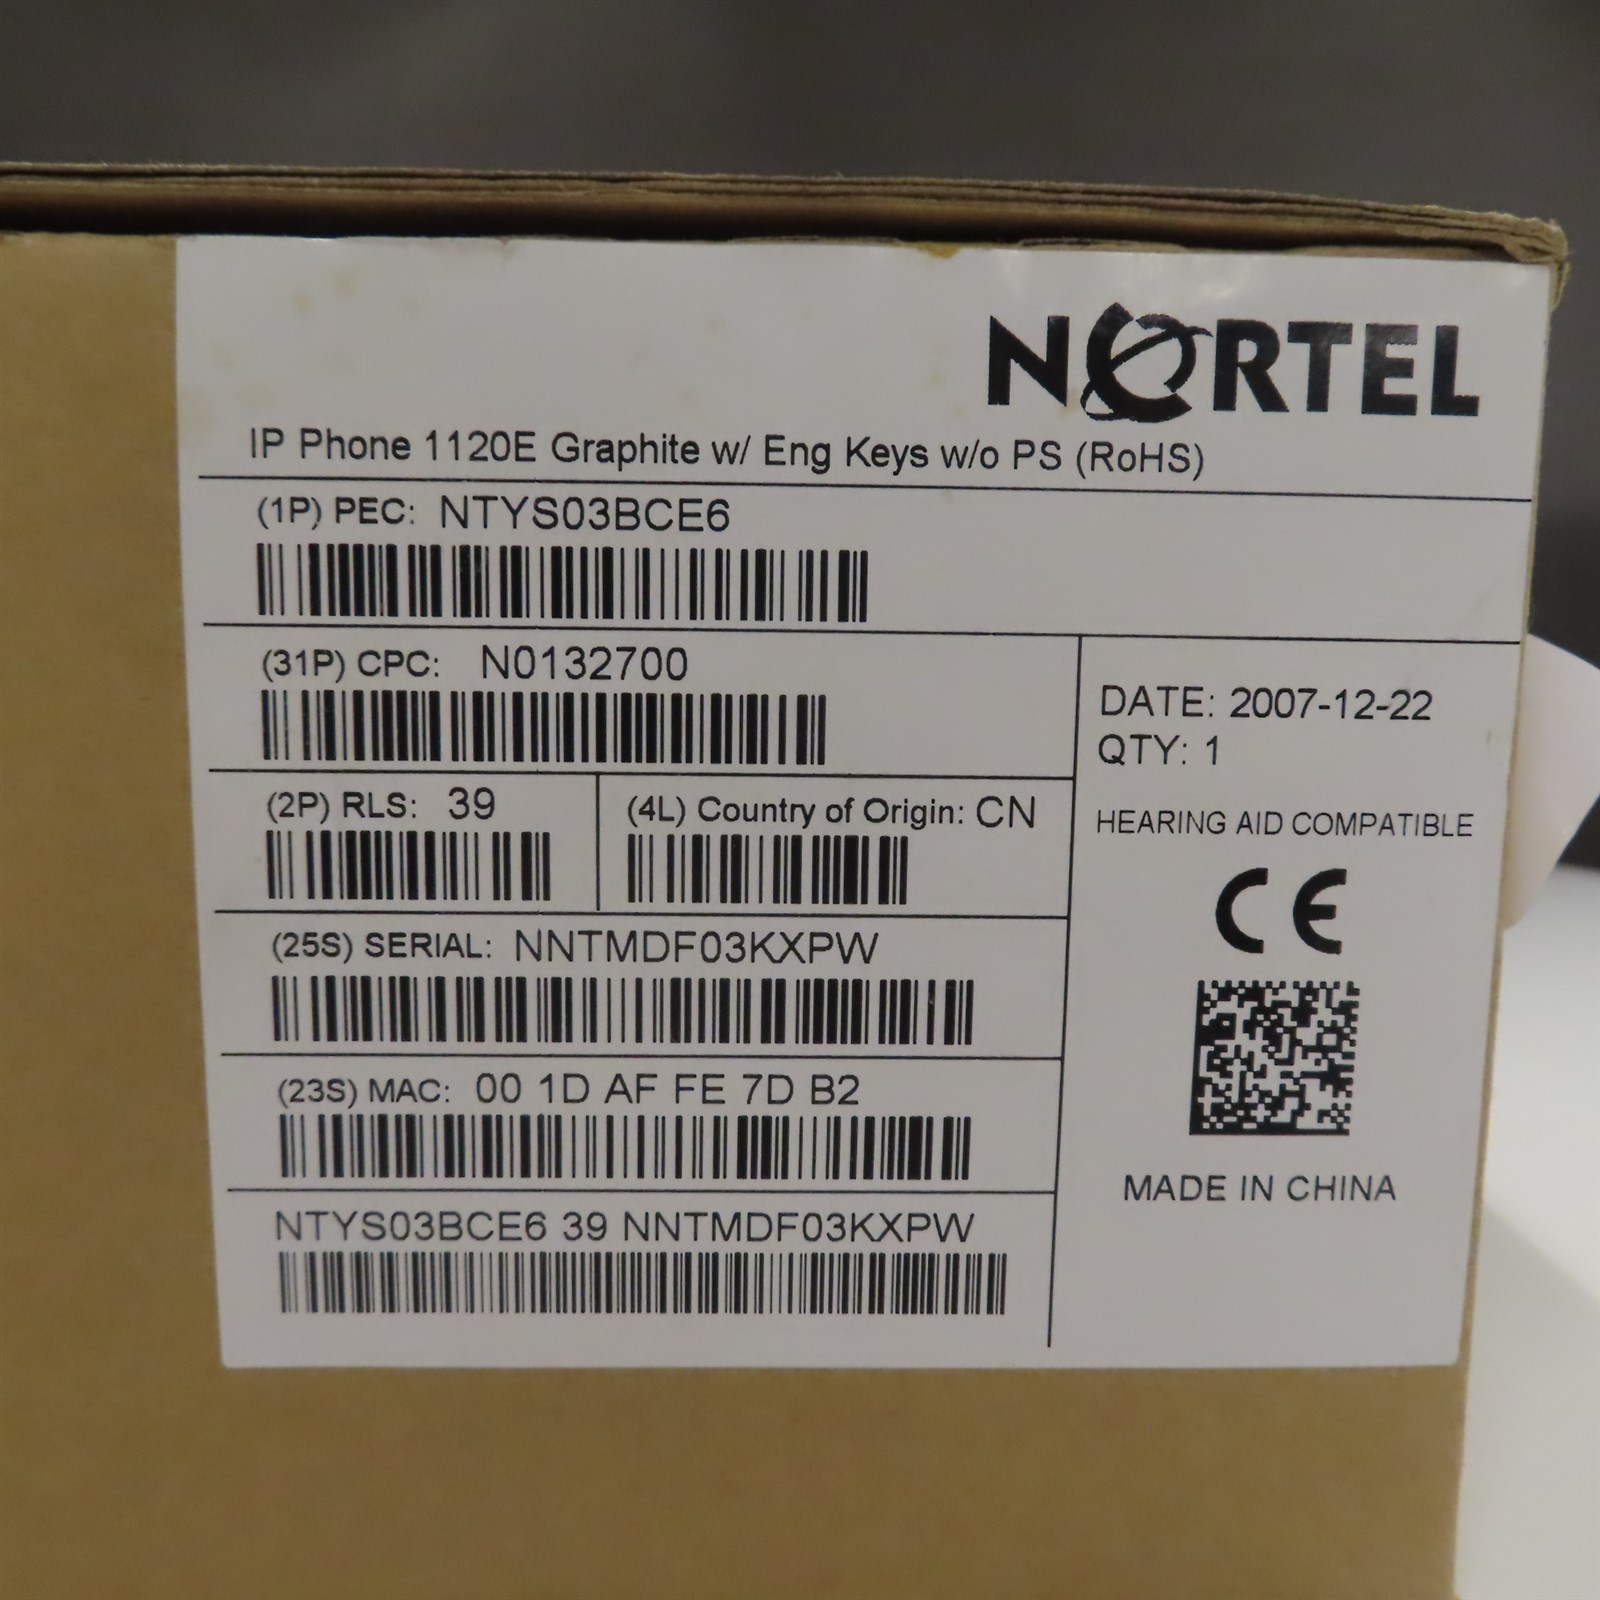 NORTEL
IP Phone 1120E Graphite w/ Eng Keys w/o PS (RoHS)
(1P) PEC: NTYS03BCE6
(31P) CPC: N0132700
(2P) RLS: 39
(4L) Country of Origin: CN
(25S) SERIAL: NNTMDF03KXPW
(23S) MAC: 00 1D AF FE 7D B2
NTYS03BCE6 39 NNTMDF03KXPW
DATE: 2007-12-22
QTY: 1
HEARING AID COMPATIBLE
CE
MADE IN CHINA